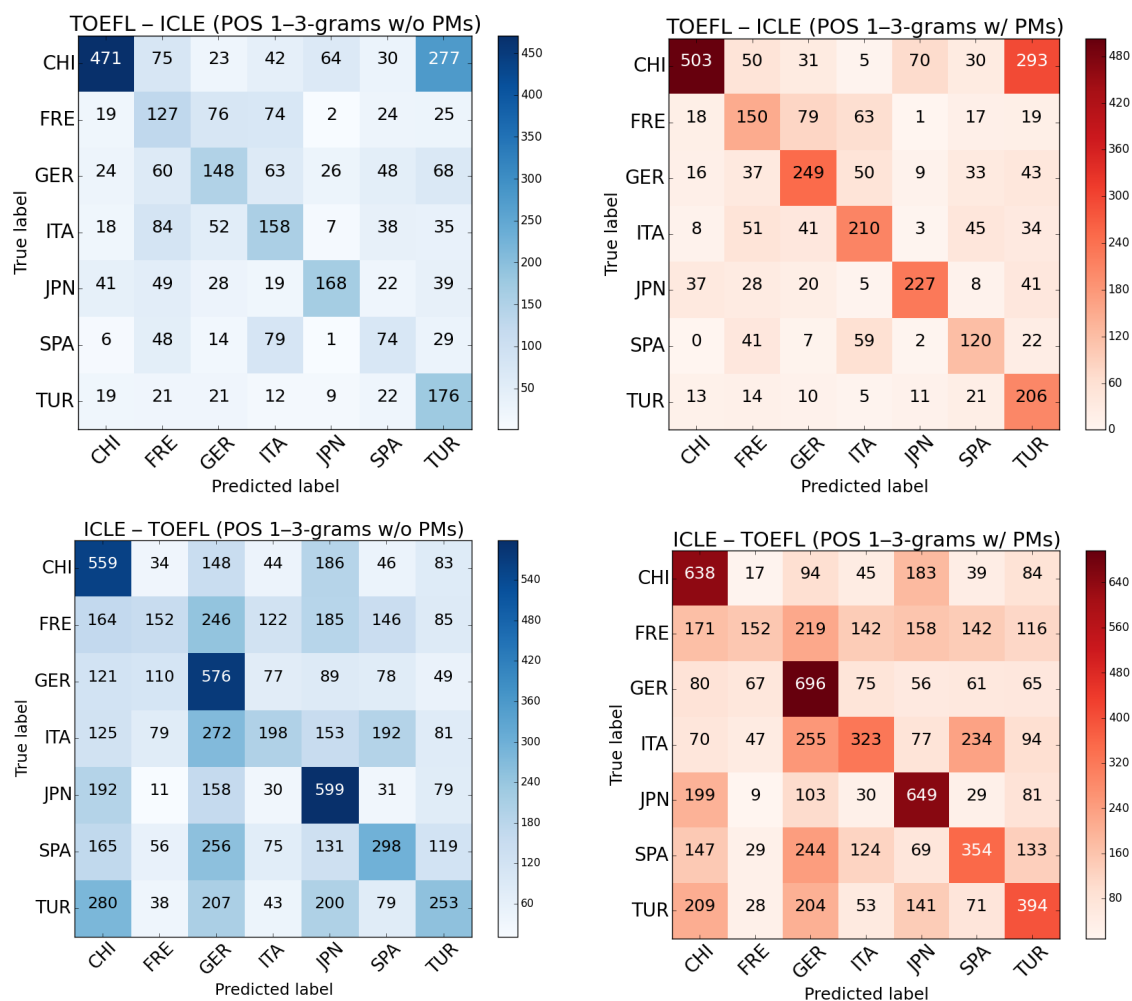 TOEFL – ICLE (POS 1–3-grams w/o PMs)
CHI 471 75 23 42 64 30 277
FRE 19 127 76 74 2 24 25
GER 24 60 148 63 26 48 68
ITA 18 84 52 158 7 38 35
JPN 41 49 28 19 168 22 39
SPA 6 48 14 79 1 74 29
TUR 19 21 21 12 9 22 176
CHI FRE GER ITA JPN SPA TUR
Predicted label
True label
450
400
350
300
250
200
150
100
50
TOEFL – ICLE (POS 1–3-grams w/ PMs)
CHI 503 50 31 5 70 30 293
FRE 18 150 79 63 1 17 19
GER 16 37 249 50 9 33 43
ITA 8 51 41 210 3 45 34
JPN 37 28 20 5 227 8 41
SPA 0 41 7 59 2 120 22
TUR 13 14 10 5 11 21 206
CHI FRE GER ITA JPN SPA TUR
Predicted label
True label
480
420
360
300
240
180
120
60
0
ICLE – TOEFL (POS 1–3-grams w/o PMs)
CHI 559 34 148 44 186 46 83
FRE 164 152 246 122 185 146 85
GER 121 110 576 77 89 78 49
ITA 125 79 272 198 153 192 81
JPN 192 11 158 30 599 31 79
SPA 165 56 256 75 131 298 119
TUR 280 38 207 43 200 79 253
CHI FRE GER ITA JPN SPA TUR
Predicted label
True label
540
480
420
360
300
240
180
120
60
ICLE – TOEFL (POS 1–3-grams w/ PMs)
CHI 638 17 94 45 183 39 84
FRE 171 152 219 142 158 142 116
GER 80 67 696 75 56 61 65
ITA 70 47 255 323 77 234 94
JPN 199 9 103 30 649 29 81
SPA 147 29 244 124 69 354 133
TUR 209 28 204 53 141 71 394
CHI FRE GER ITA JPN SPA TUR
Predicted label
True label
640
560
480
400
320
240
160
80